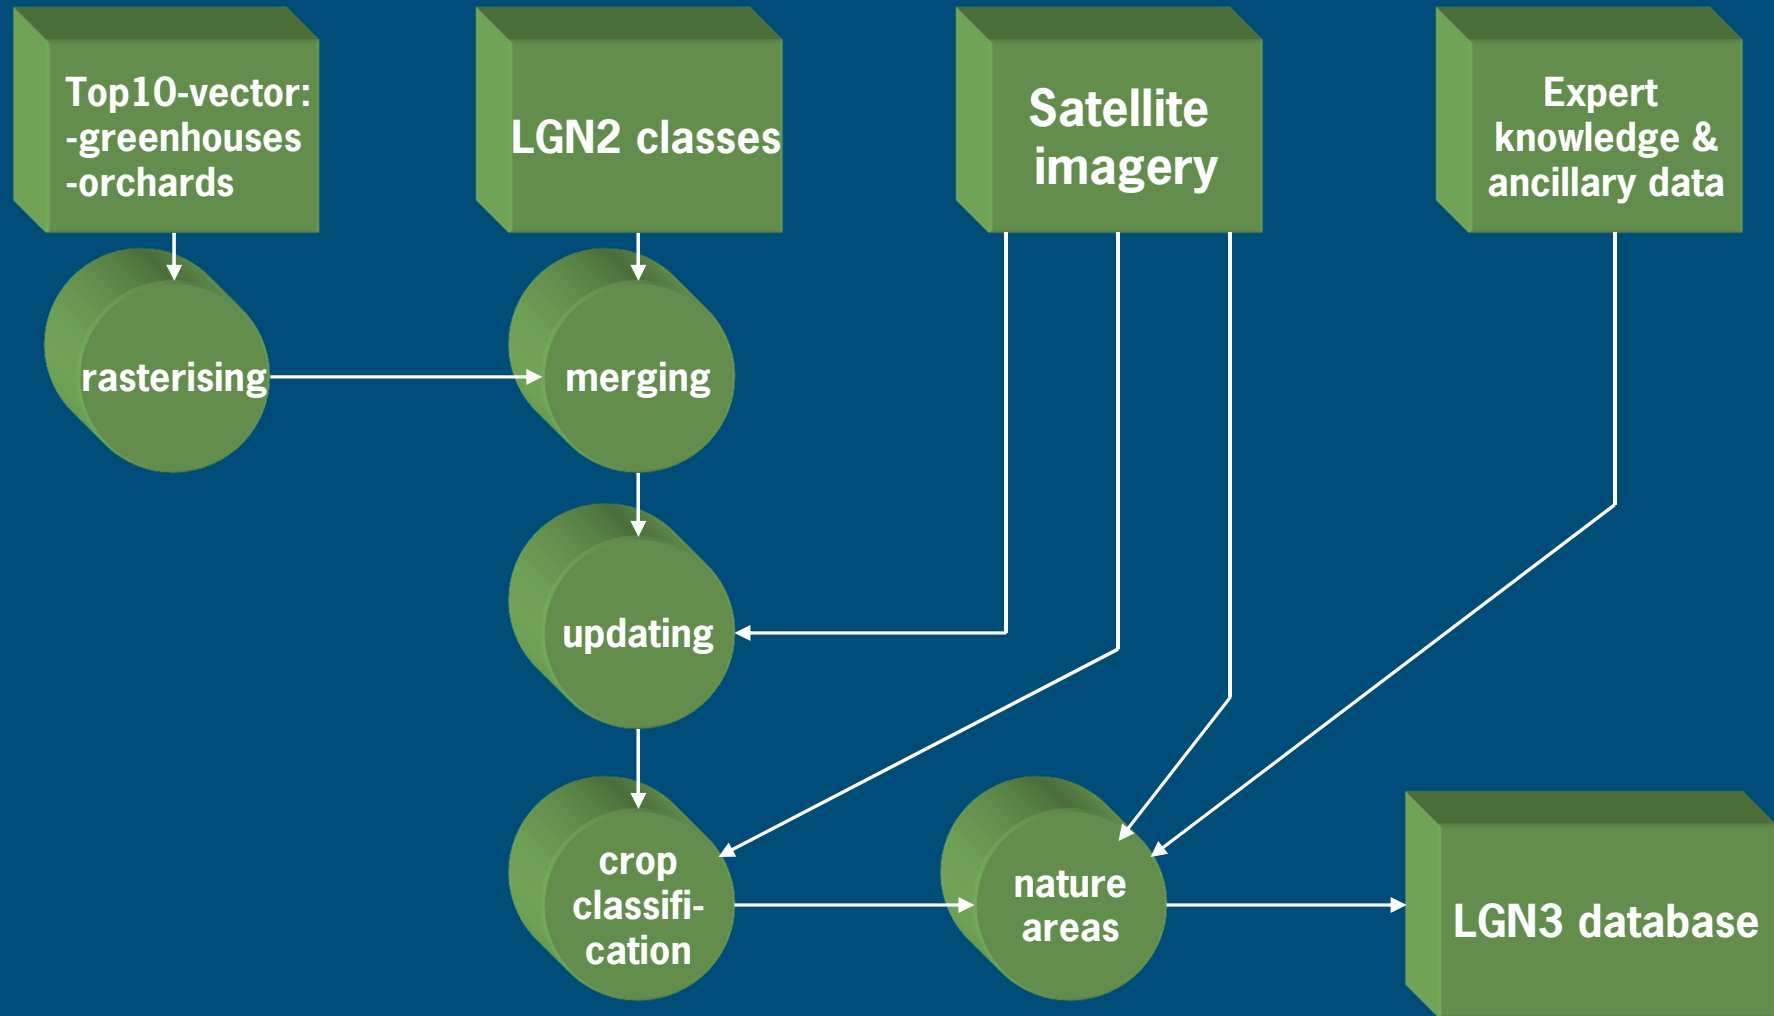 Top10-vector:
-greenhouses
-orchards
LGN2 classes
Satellite
imagery
Expert
knowledge &
ancillary data
rasterising
merging
updating
crop
classifi-
cation
nature
areas
LGN3 database